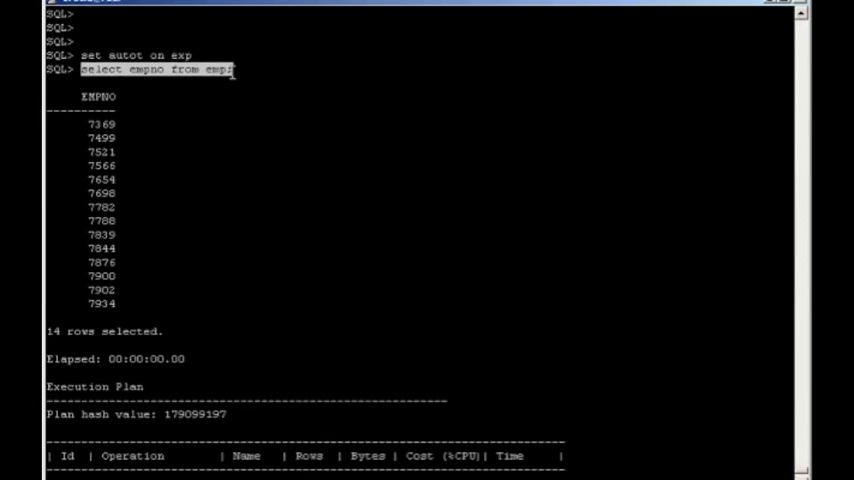 SQL>
SQL>
SQL>
SQL> set autot on exp
SQL> select empno from emp;
EMPNO
----------
7369
7499
7521
7566
7654
7698
7782
7788
7839
7844
7876
7900
7902
7934
14 rows selected.
Elapsed: 00:00:00.00
Execution Plan
----------------------------------------------------------
Plan hash value: 179099197
---------------------------------------------------------------------------
| Id | Operation | Name | Rows | Bytes | Cost (%CPU)| Time |
---------------------------------------------------------------------------